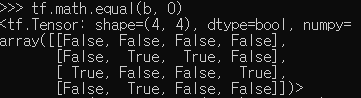 >>> tf.math.equal(b, 0)
<tf.Tensor: shape=(4, 4), dtype=bool, numpy=
array([[False, False, False, False],
       [False,  True,  True, False],
       [ True, False, False,  True],
       [False,  True, False, False]])>